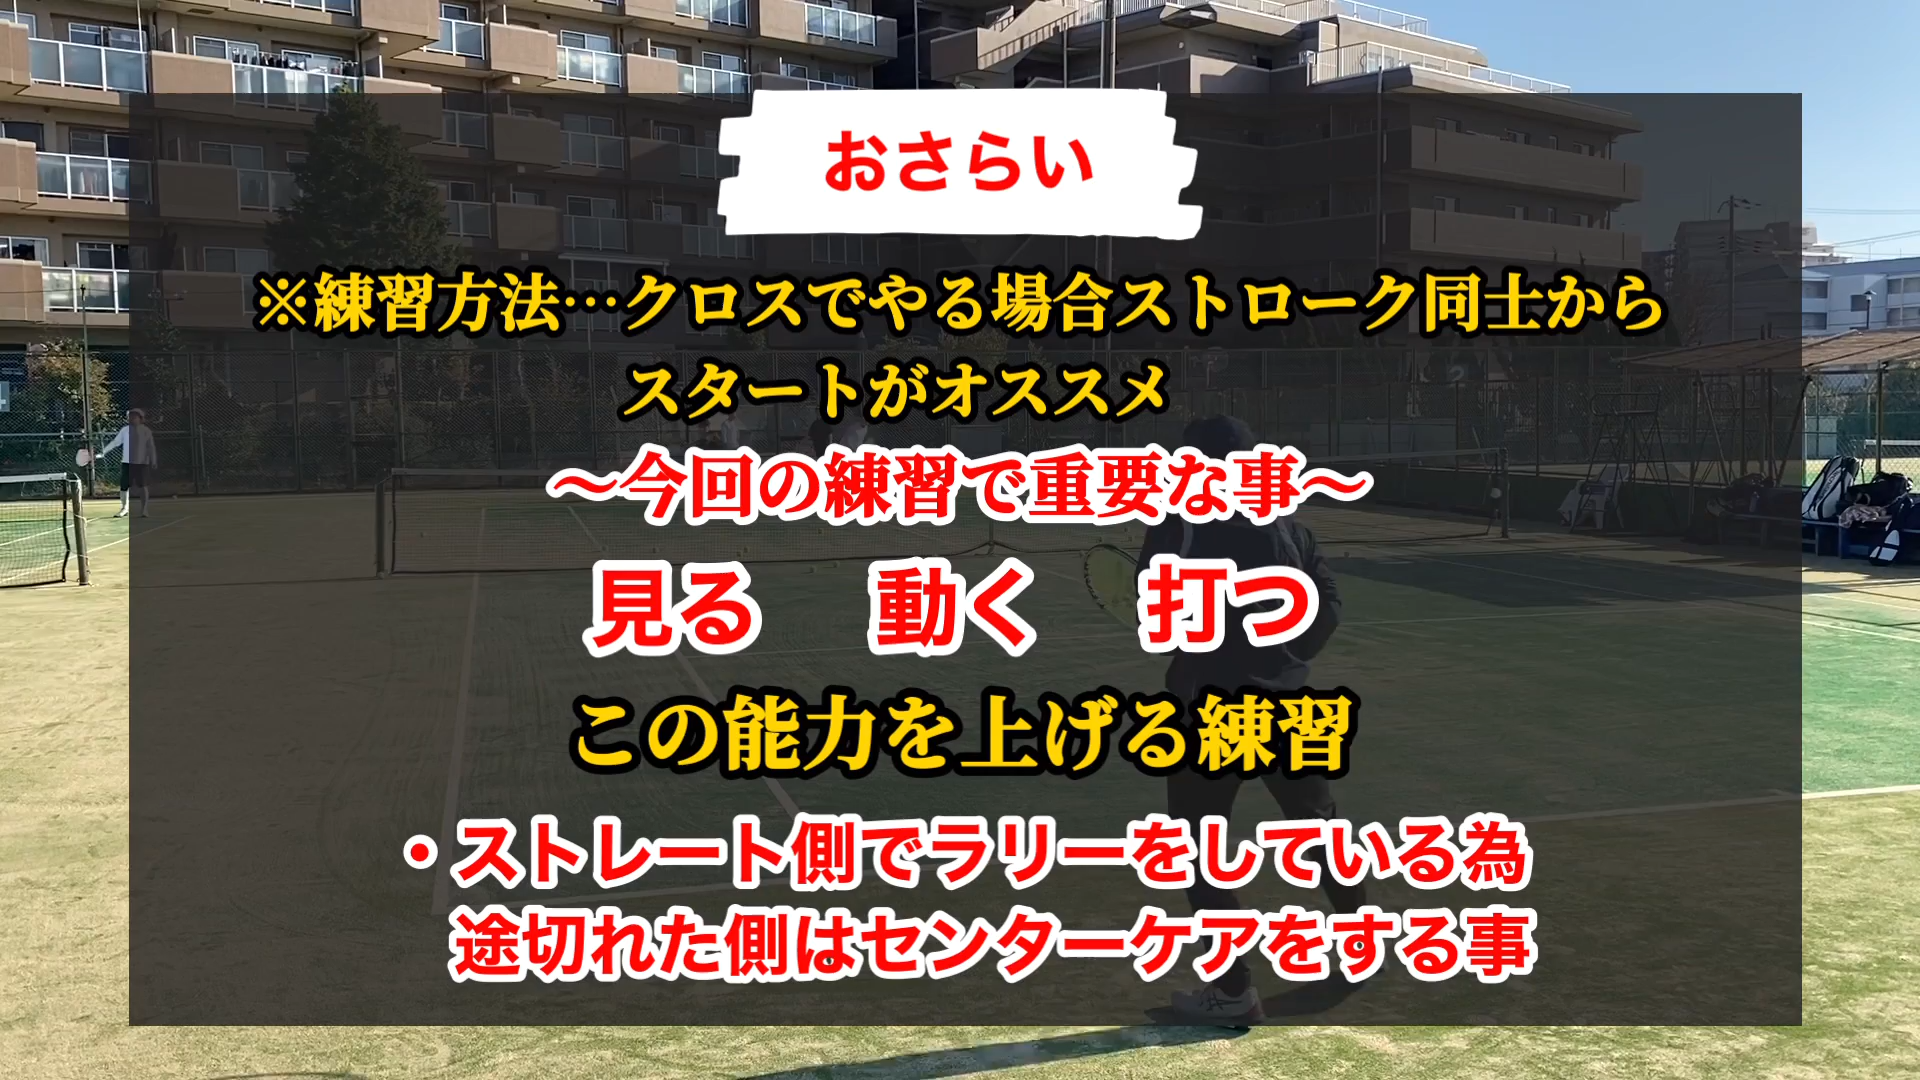 おさらい
※練習方法…クロスでやる場合ストローク同士から
スタートがオススメ
～今回の練習で重要な事～
見る　動く　打つ
この能力を上げる練習
・ストレート側でラリーをしている為
途切れた側はセンターケアをする事